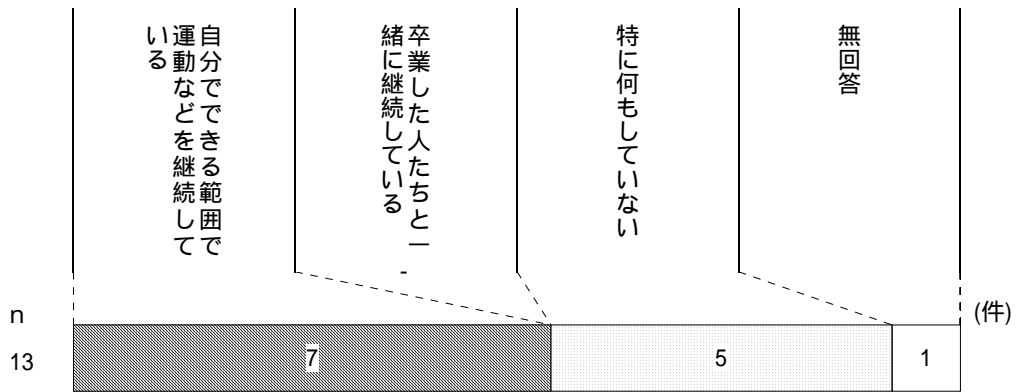 自分でできる範囲で
運動などを継続して
いる
卒業した人たちと一
緒に継続している
-
特に何もしていない
無回答
(件)
n
13
7
5
1